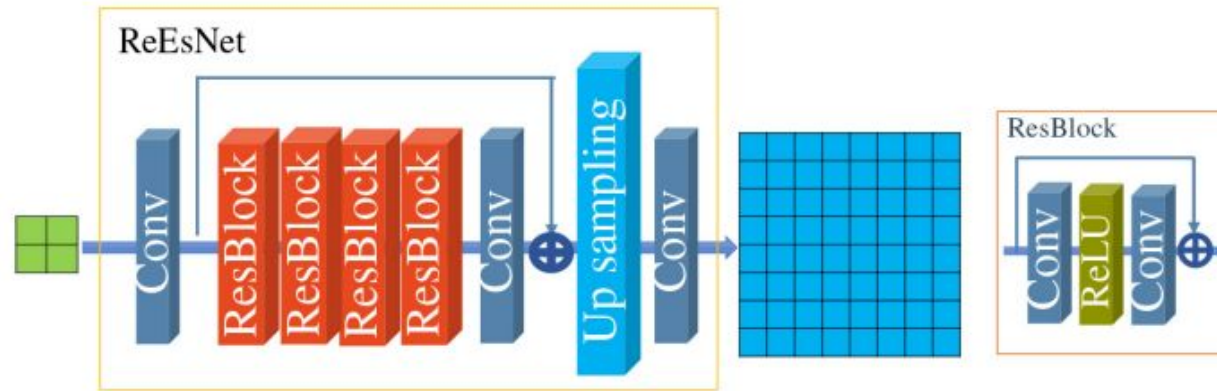 ReEsNet
Conv
ResBlock
ResBlock
ResBlock
ResBlock
Conv
Up sampling
Conv
ResBlock
Conv
ReLU
Conv